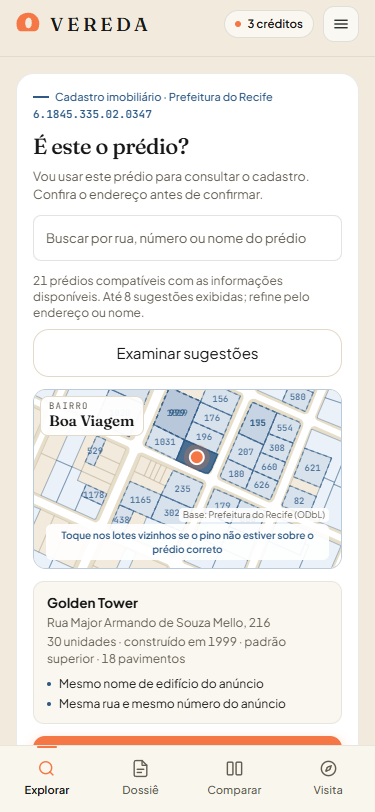 VEREDA
3 créditos
Cadastro imobiliário · Prefeitura do Recife
6.1845.335.02.0347
É este o prédio?
Vou usar este prédio para consultar o cadastro.
Confira o endereço antes de confirmar.
Buscar por rua, número ou nome do prédio
21 prédios compatíveis com as informações
disponíveis. Até 8 sugestões exibidas; refine pelo
endereço ou nome.
Examinar sugestões
BAIRRO
Boa Viagem
156
580
176
155
554
1031
196
529
207
308
660
621
180
626
235
1178
1165
302
179
82
438
Base: Prefeitura do Recife (ODbL)
Toque nos lotes vizinhos se o pino não estiver sobre o
prédio correto
Golden Tower
Rua Major Armando de Souza Mello, 216
30 unidades · construído em 1999 · padrão
superior · 18 pavimentos
• Mesmo nome de edifício do anúncio
• Mesma rua e mesmo número do anúncio
Explorar
Dossiê
Comparar
Visita